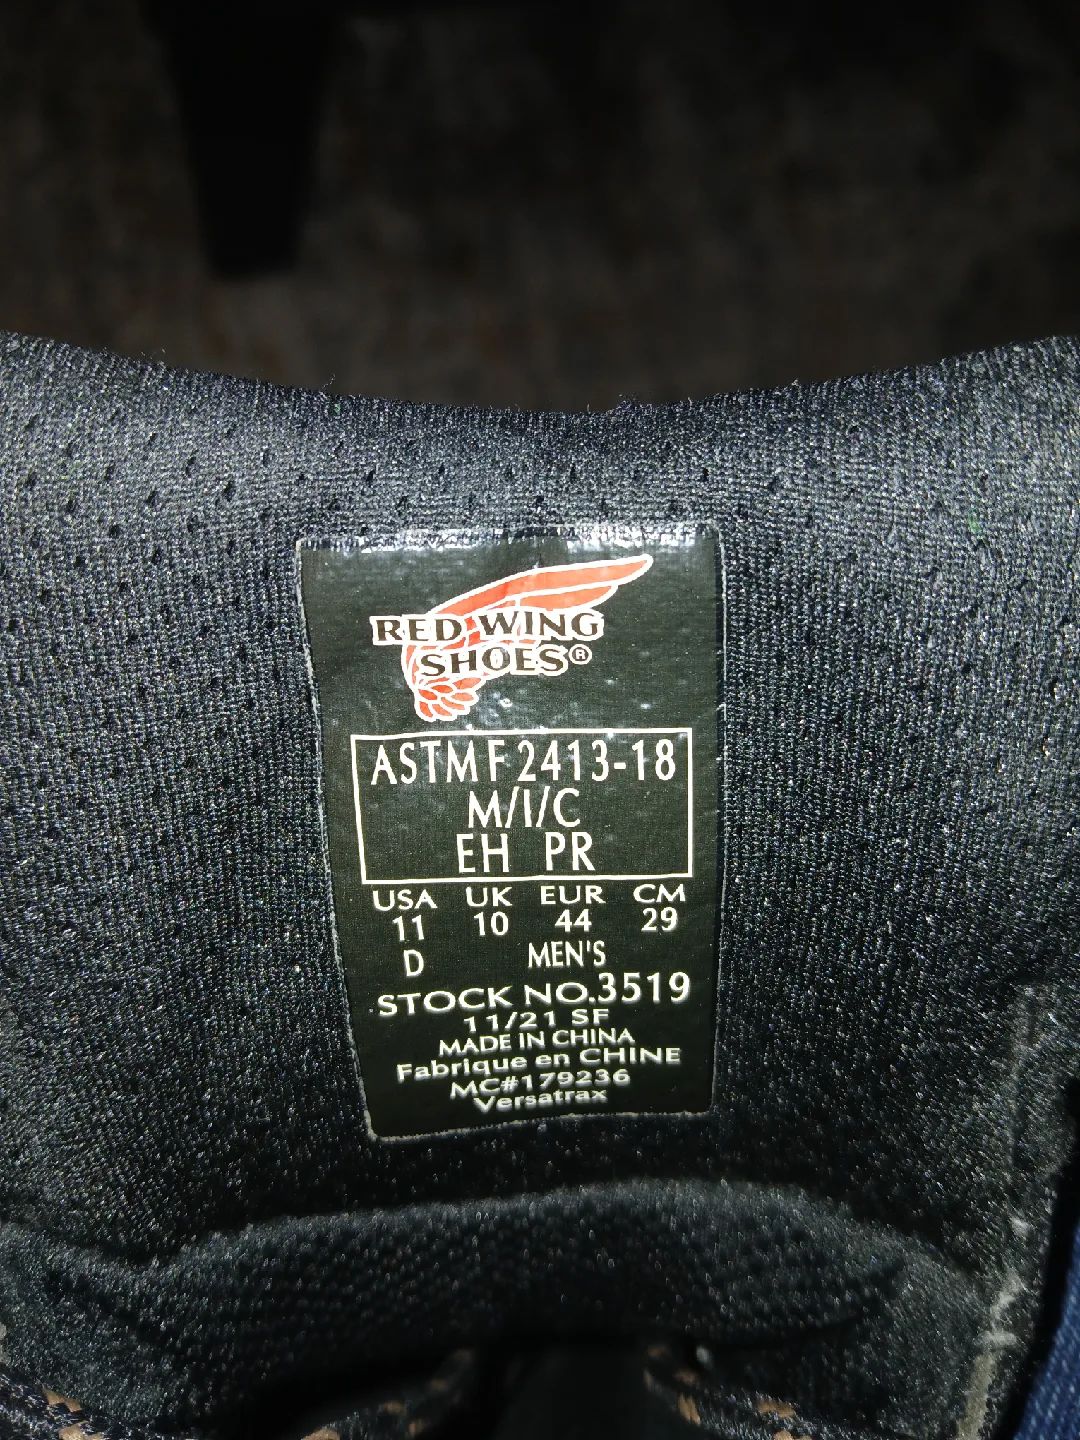 RED WING
SHOES®
ASTM F 2413-18
M/I/C
EH PR
USA UK EUR CM
11 10 44 29
D MEN'S
STOCK NO.3519
11/21 SF
MADE IN CHINA
Fabrique en CHINE
MC#179236
Versatrax